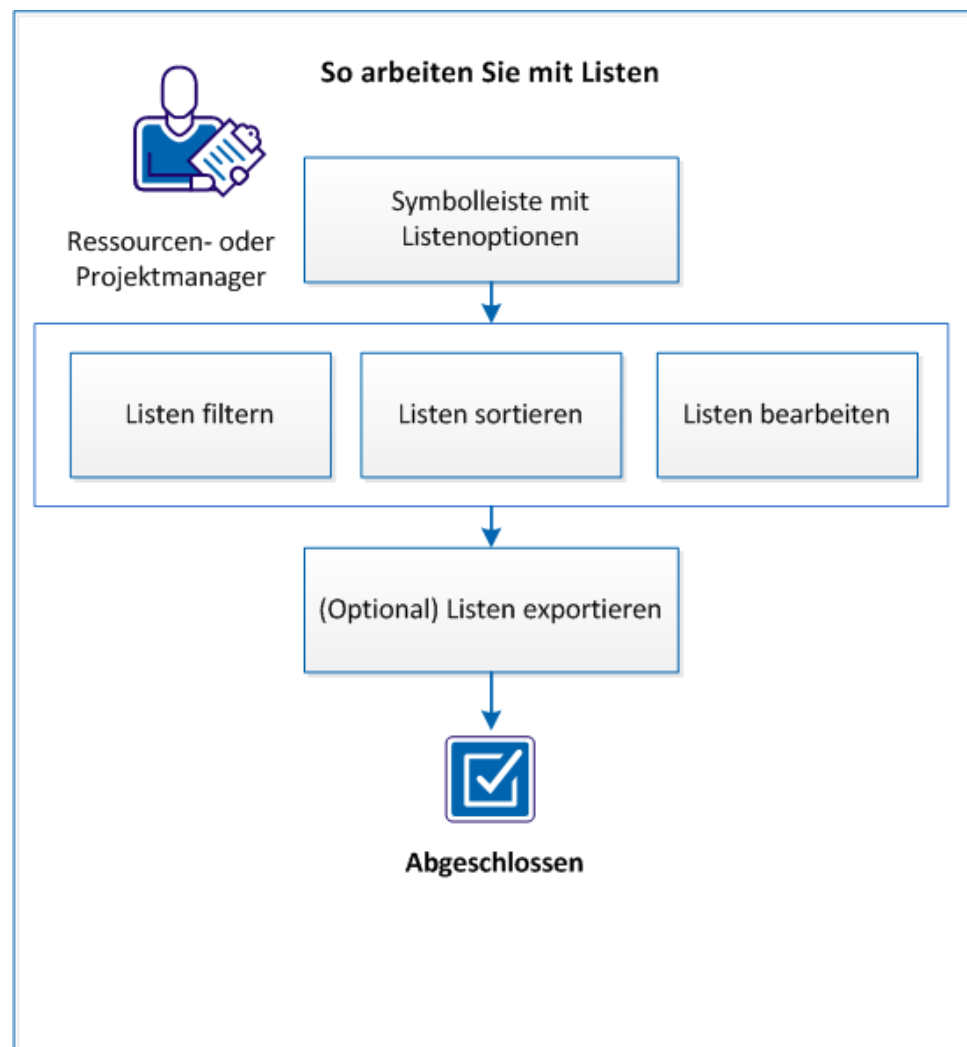 So arbeiten Sie mit Listen
Ressourcen- oder
Projektmanager
Symbolleiste mit
Listenoptionen
Listen filtern
Listen sortieren
Listen bearbeiten
(Optional) Listen exportieren
Abgeschlossen